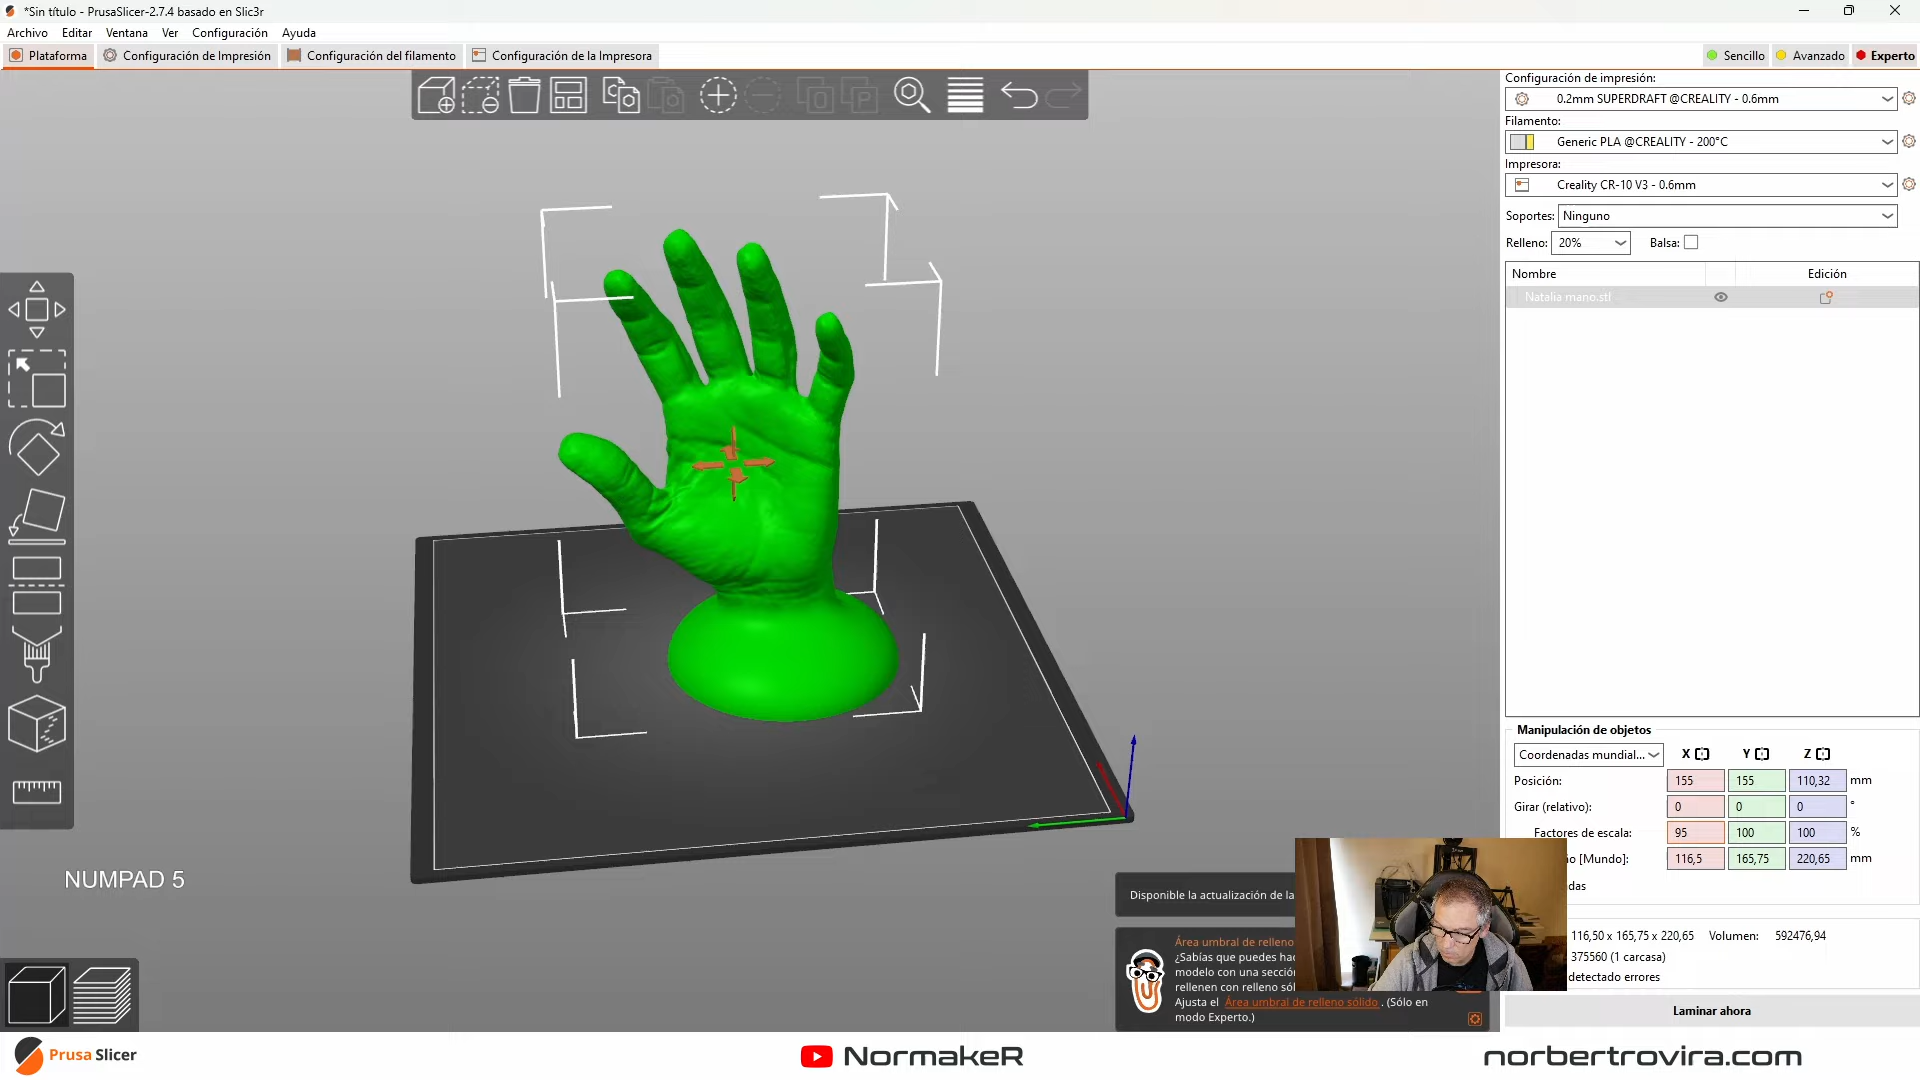 *Sin título - PrusaSlicer-2.7.4 basado en Slic3r
Archivo Editar Ventana Ver Configuración Ayuda
Plataforma Configuración de Impresión Configuración del filamento Configuración de la Impresora Sencillo Avanzado Experto
Configuración de impresión:
0.2mm SUPERDRAFT @CREALITY - 0.6mm
Filamento:
Generic PLA @CREALITY - 200°C
Impresora:
Creality CR-10 V3 - 0.6mm
Soportes: Ninguno
Relleno: 20% Balsa:
Nombre Edición
Natalia mano.stl
Manipulación de objetos
Coordenadas mundial... X Y Z
Posición: 155 155 110,32 mm
Girar (relativo): 0 0 0 °
Factores de escala: 95 100 100 %
[Mundo]: 116,5 165,75 220,65 mm
116,50 x 165,75 x 220,65 Volumen: 592476,94
375560 (1 carcasa)
detectado errores
Laminar ahora
NUMPAD 5
Disponible la actualización de la
Área umbral de relleno
¿Sabías que puedes
modelo con una
rellenen con relleno
Ajusta el Área umbral de relleno sólido . (Sólo en
modo Experto.)
Prusa Slicer
NormakeR
norbertrovira.com